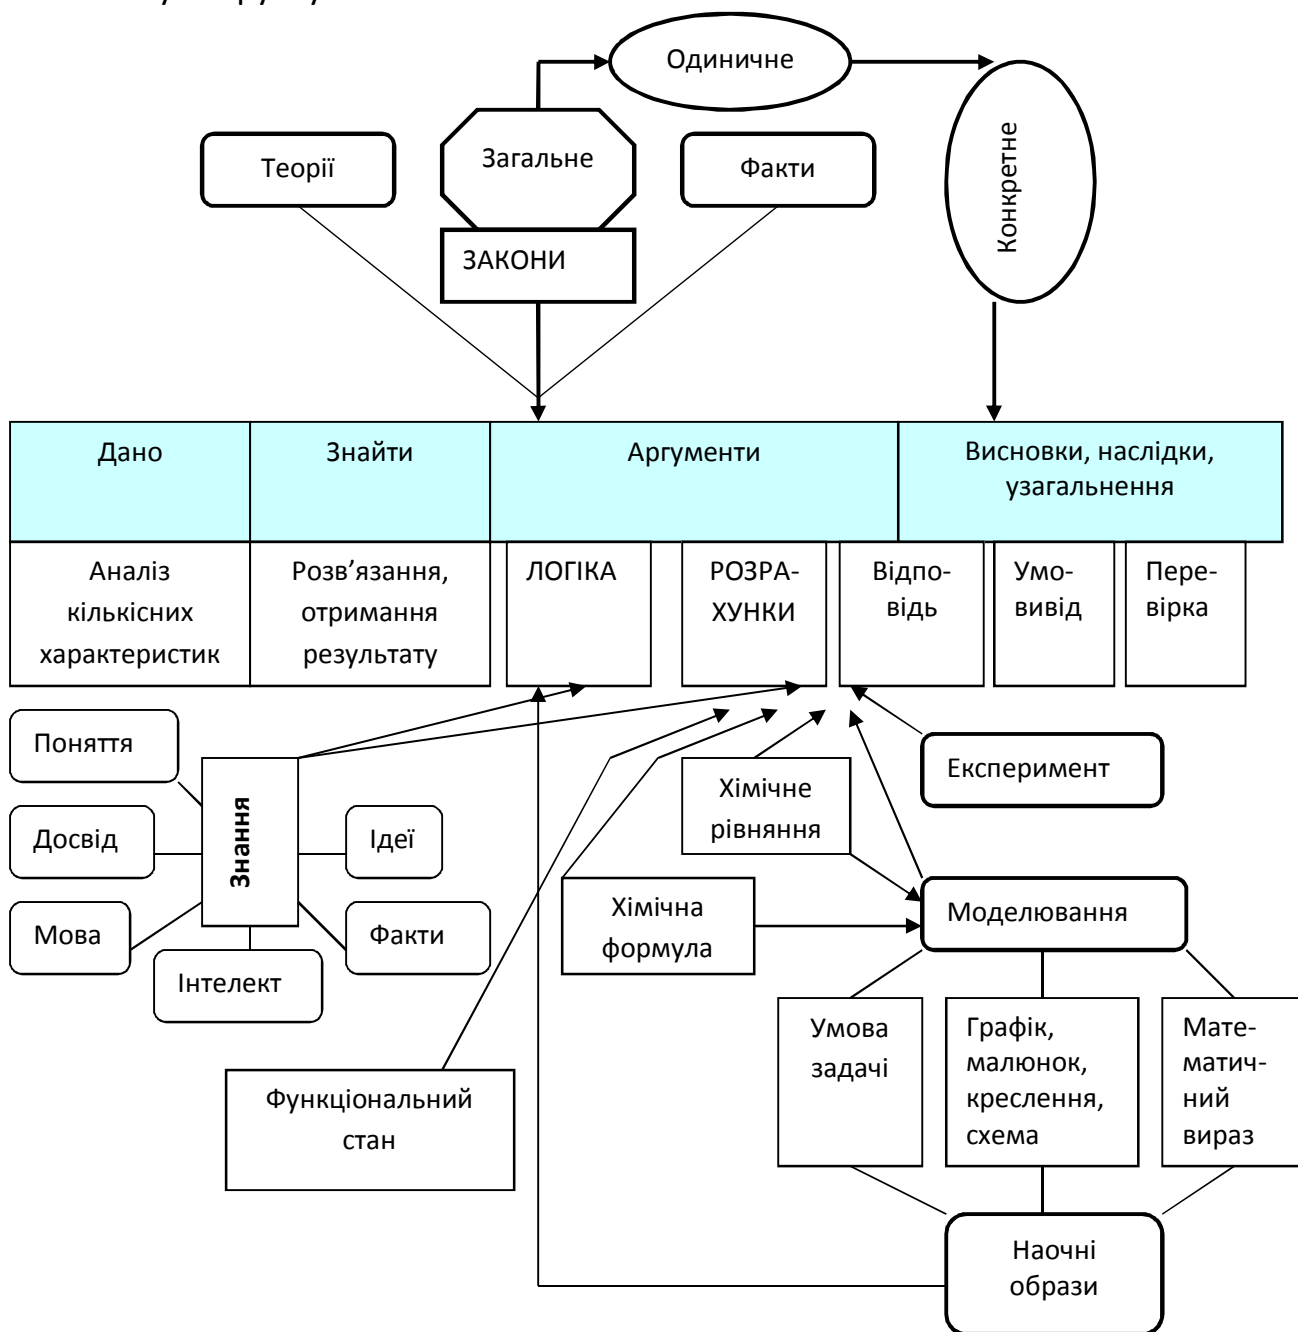 Одиничне
Конкретне
Теорії
Загальне
Факти
ЗАКОНИ
Дано
Знайти
Аргументи
Висновки, наслідки,
узагальнення
Аналіз
кількісних
характеристик
Розв’язання,
отримання
результату
ЛОГІКА
РОЗРА-
ХУНКИ
Відпо-
відь
Умо-
вивід
Пере-
вірка
Поняття
Досвід
Мова
Знання
Ідеї
Факти
Інтелект
Хімічне
рівняння
Експеримент
Хімічна
формула
Моделювання
Умова
задачі
Графік,
малюнок,
креслення,
схема
Мате-
матич-
ний
вираз
Функціональний
стан
Наочні
образи